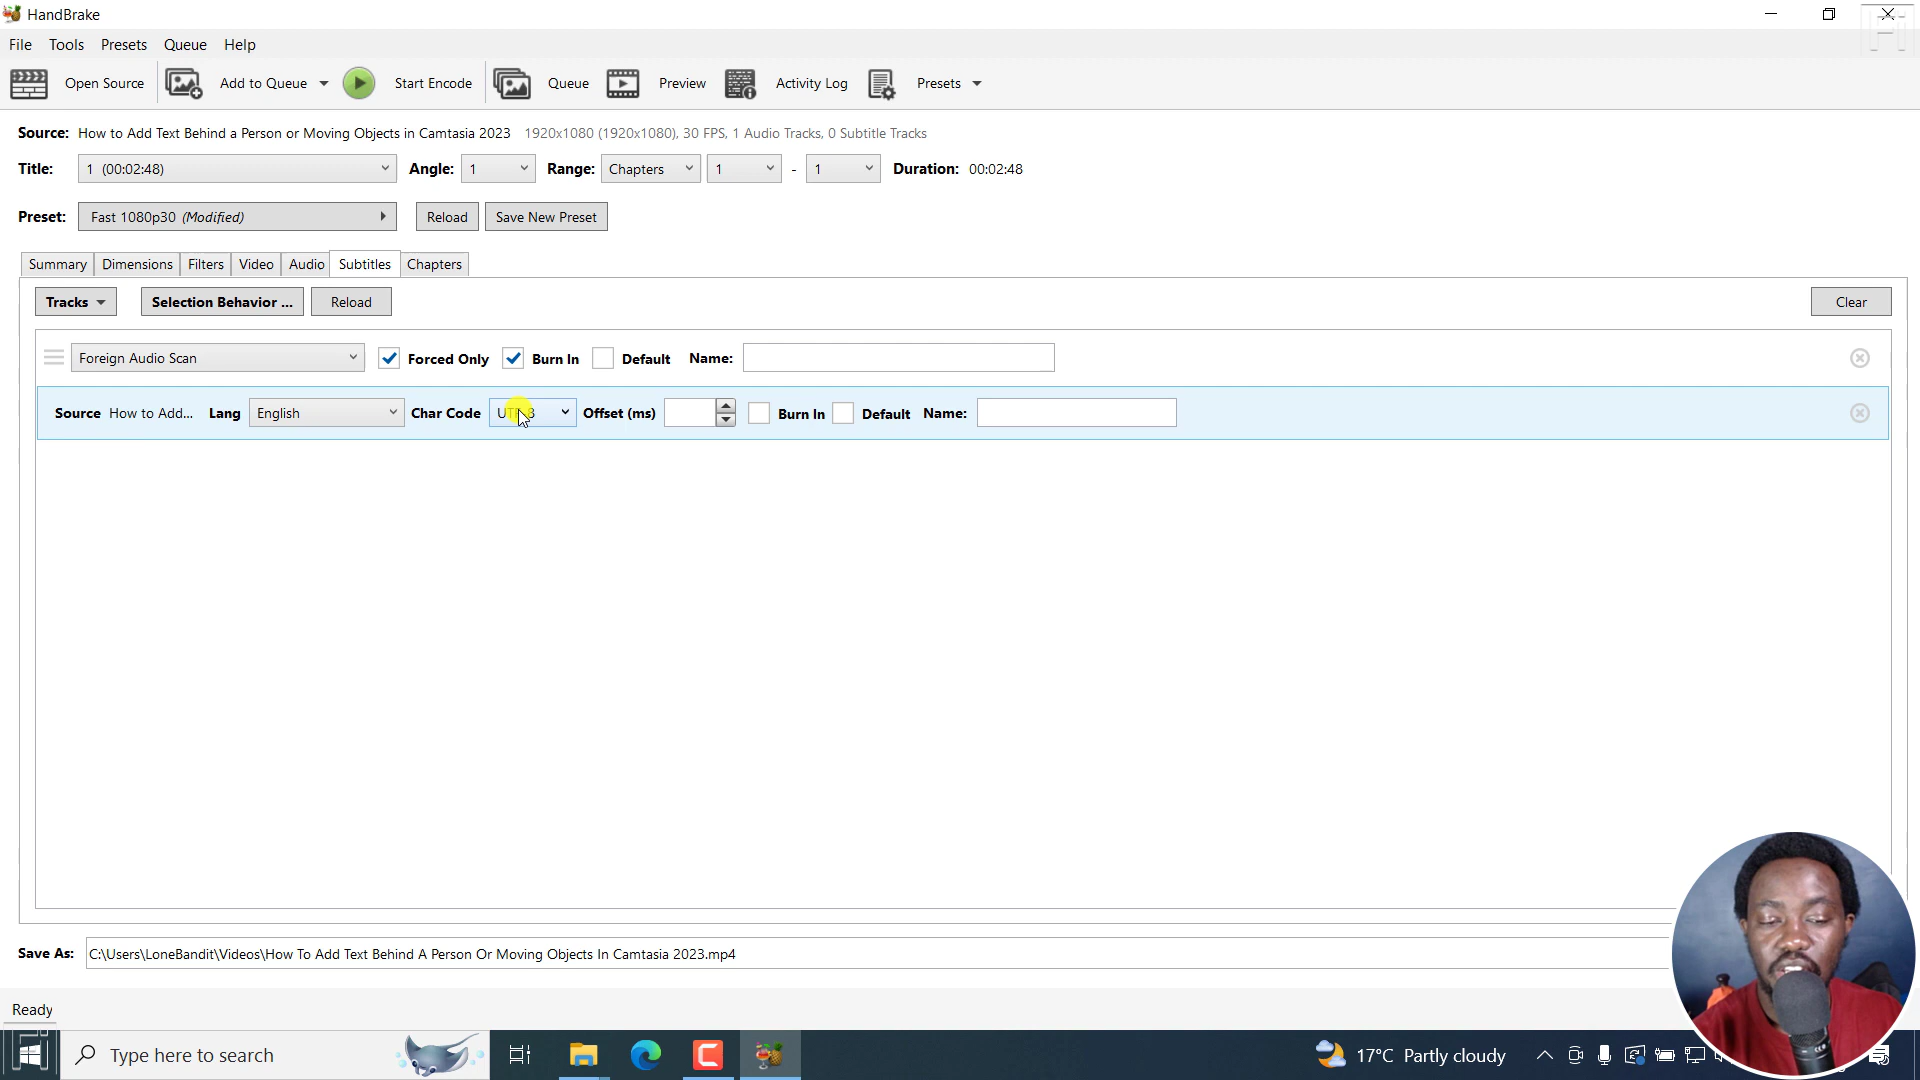 HandBrake
File Tools Presets Queue Help
Open Source Add to Queue Start Encode Queue Preview Activity Log Presets
Source: How to Add Text Behind a Person or Moving Objects in Camtasia 2023 1920x1080 (1920x1080), 30 FPS, 1 Audio Tracks, 0 Subtitle Tracks
Title: 1 (00:02:48) Angle: 1 Range: Chapters 1 - 1 Duration: 00:02:48
Preset: Fast 1080p30 (Modified) Reload Save New Preset
Summary Dimensions Filters Video Audio Subtitles Chapters
Tracks Selection Behavior ... Reload Clear
Foreign Audio Scan Forced Only Burn In Default Name:
Source How to Add... Lang English Char Code UTF-8 Offset (ms) Burn In Default Name:
Save As: C:\Users\LoneBandit\Videos\How To Add Text Behind A Person Or Moving Objects In Camtasia 2023.mp4
Ready
Type here to search 17°C Partly cloudy